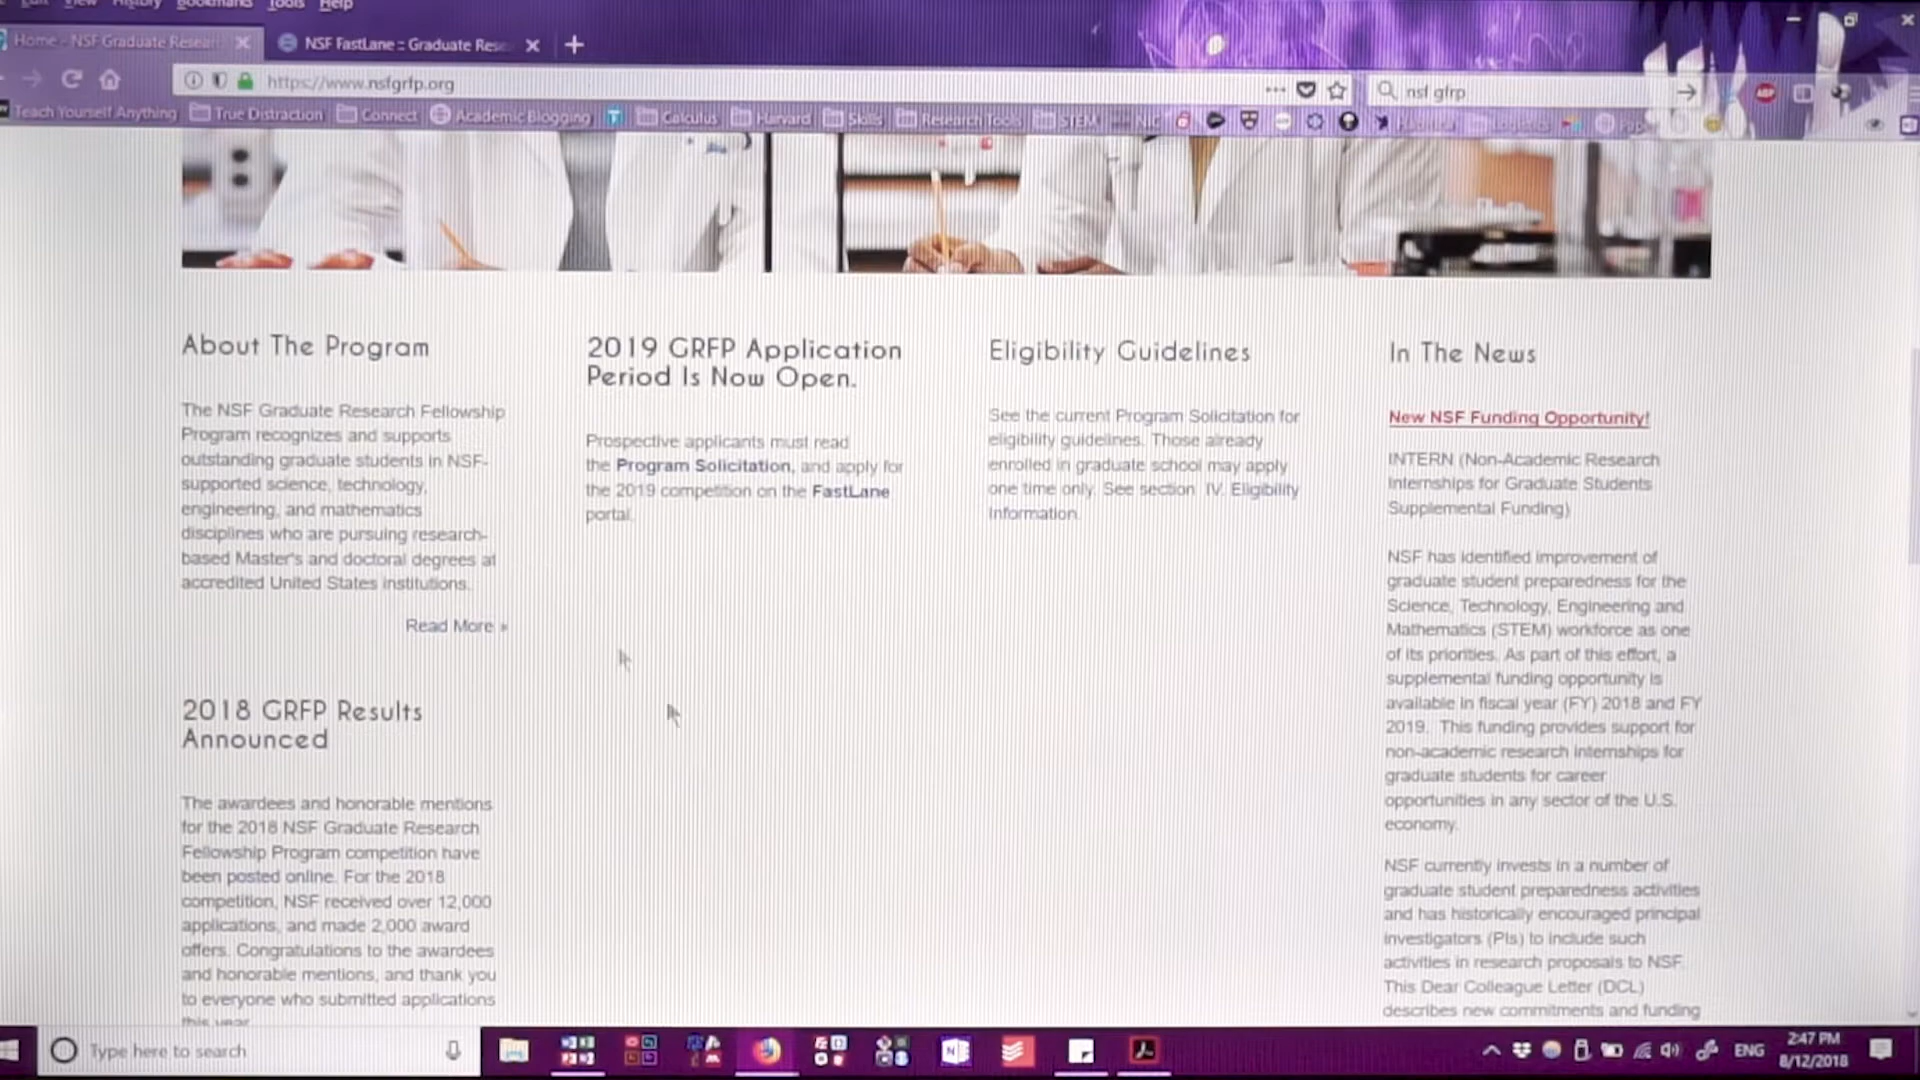 Edit View History Bookmarks Tools Help
Home - NSF Graduate Resear
NSF FastLane :: Graduate Rese
https://www.nsfgrfp.org
nsf gfrp
Teach Yourself Anything
True Distraction
Connect
Academic Blogging
Calculus
Harvard
Skills
Research Tools
STEM
About The Program
The NSF Graduate Research Fellowship
Program recognizes and supports
outstanding graduate students in NSF-
supported science, technology,
engineering, and mathematics
disciplines who are pursuing research-
based Master's and doctoral degrees at
accredited United States institutions.
Read More »
2018 GRFP Results
Announced
The awardees and honorable mentions
for the 2018 NSF Graduate Research
Fellowship Program competition have
been posted online. For the 2018
competition, NSF received over 12,000
applications, and made 2,000 award
offers. Congratulations to the awardees
and honorable mentions, and thank you
to everyone who submitted applications
this year
2019 GRFP Application
Period Is Now Open.
Prospective applicants must read
the Program Solicitation, and apply for
the 2019 competition on the FastLane
portal.
Eligibility Guidelines
See the current Program Solicitation for
eligibility guidelines. Those already
enrolled in graduate school may apply
one time only. See section IV. Eligibility
Information.
In The News
New NSF Funding Opportunity!
INTERN (Non-Academic Research
Internships for Graduate Students
Supplemental Funding)
NSF has identified improvement of
graduate student preparedness for the
Science, Technology, Engineering and
Mathematics (STEM) workforce as one
of its priorities. As part of this effort, a
supplemental funding opportunity is
available in fiscal year (FY) 2018 and FY
2019. This funding provides support for
non-academic research internships for
graduate students for career
opportunities in any sector of the U.S.
economy.
NSF currently invests in a number of
graduate student preparedness activities
and has historically encouraged principal
investigators (PIs) to include such
activities in research proposals to NSF.
This Dear Colleague Letter (DCL)
describes new commitments and funding
Type here to search
ENG
2:47 PM
8/12/2018